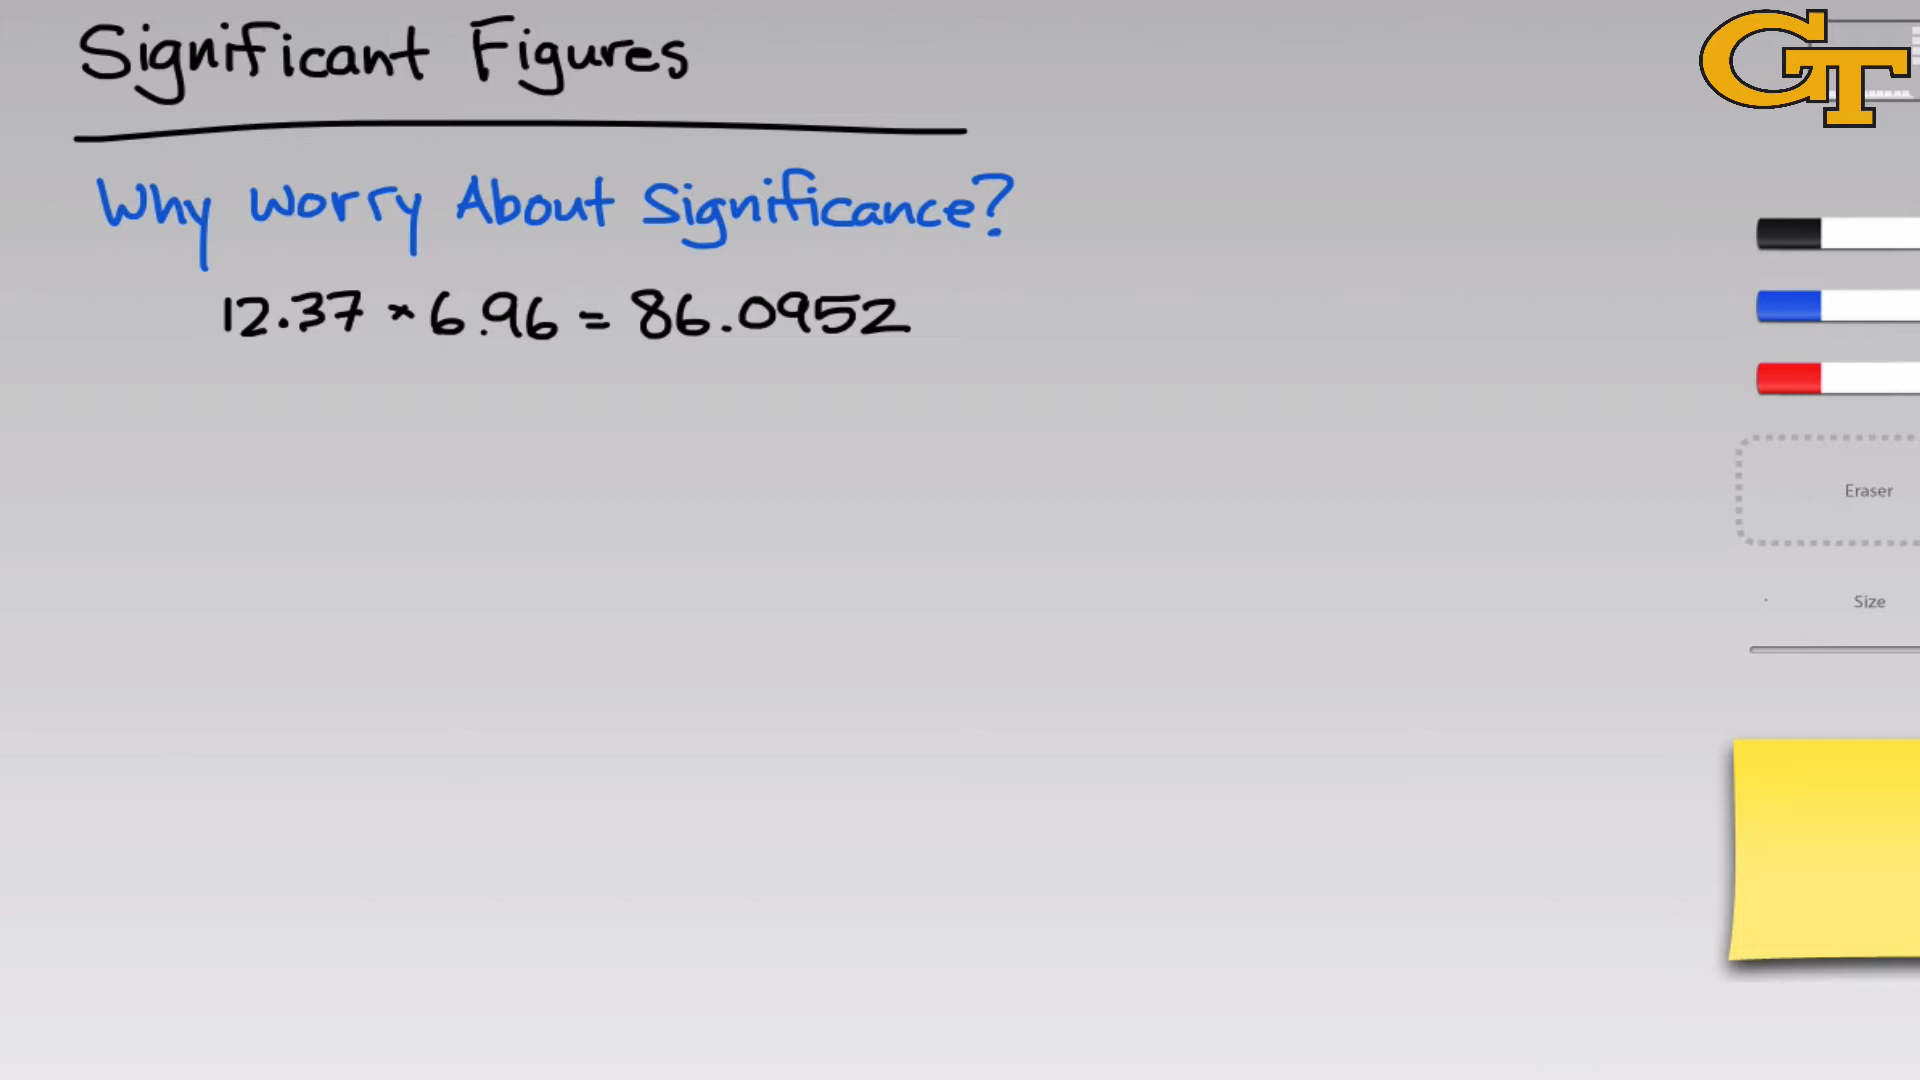 Significant Figures
GT
Why Worry About Significance?
12.37 * 6.96 = 86.0952
Eraser
Size